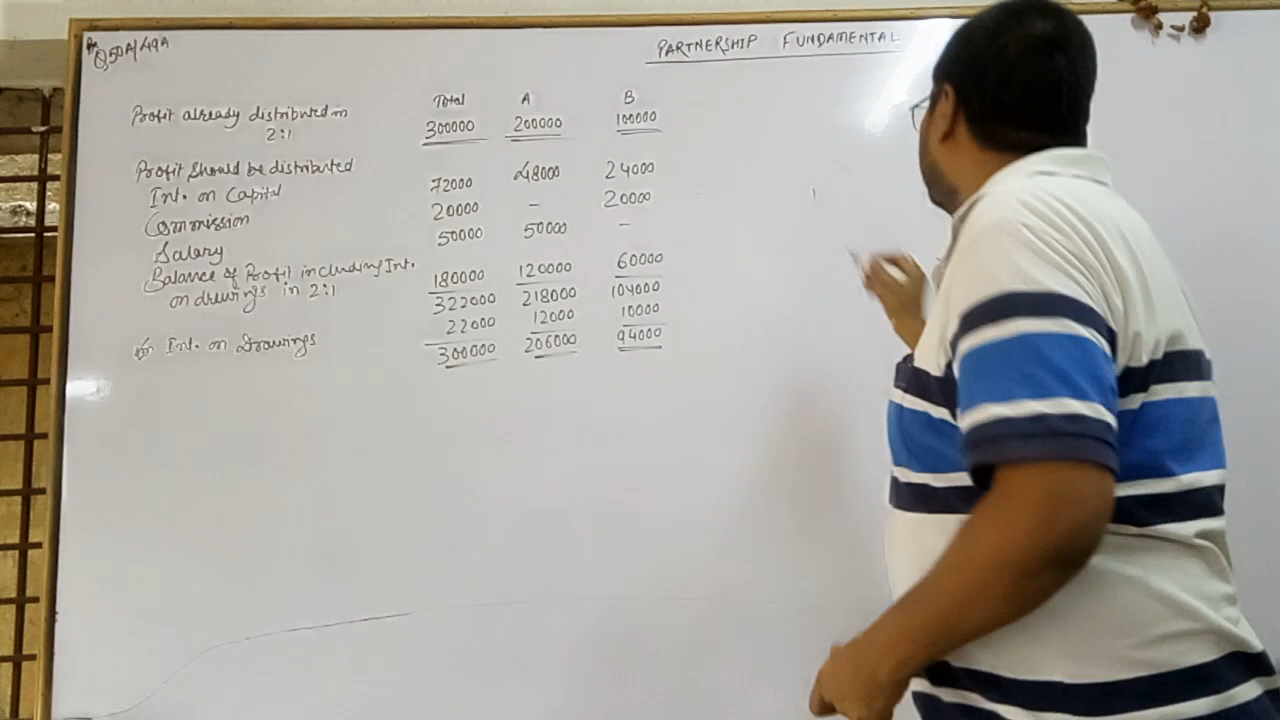 Q,50A/49A
PARTNERSHIP FUNDAMENTAL
Total A B
Profit already distributed in 2:1 300000 200000 100000
Profit should be distributed
Int. on Capital 72000 48000 24000
Commission 20000 – 20000
Salary 50000 50000 –
Balance of Profit including Int.
on drawings in 2:1 180000 120000 60000
322000 218000 104000
Int. on Drawings 22000 12000 10000
300000 206000 94000